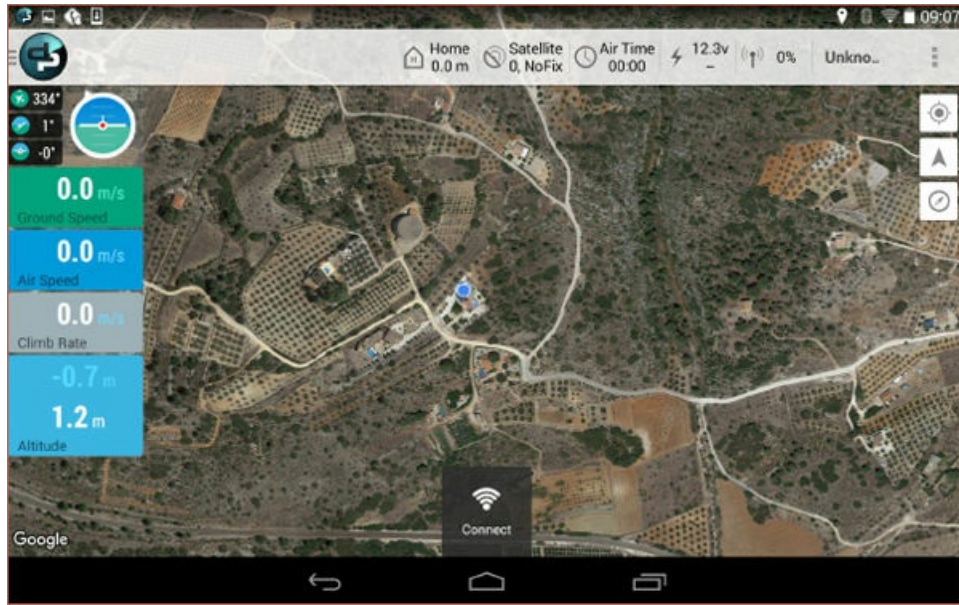 09:07
Home
0.0 m
Satellite
0, NoFix
Air Time
00:00
12.3v
–
0%
Unkno..
334°
1°
-0°
0.0 m/s
Ground Speed
0.0 m/s
Air Speed
0.0 m/s
Climb Rate
-0.7 m
1.2 m
Altitude
Connect
Google